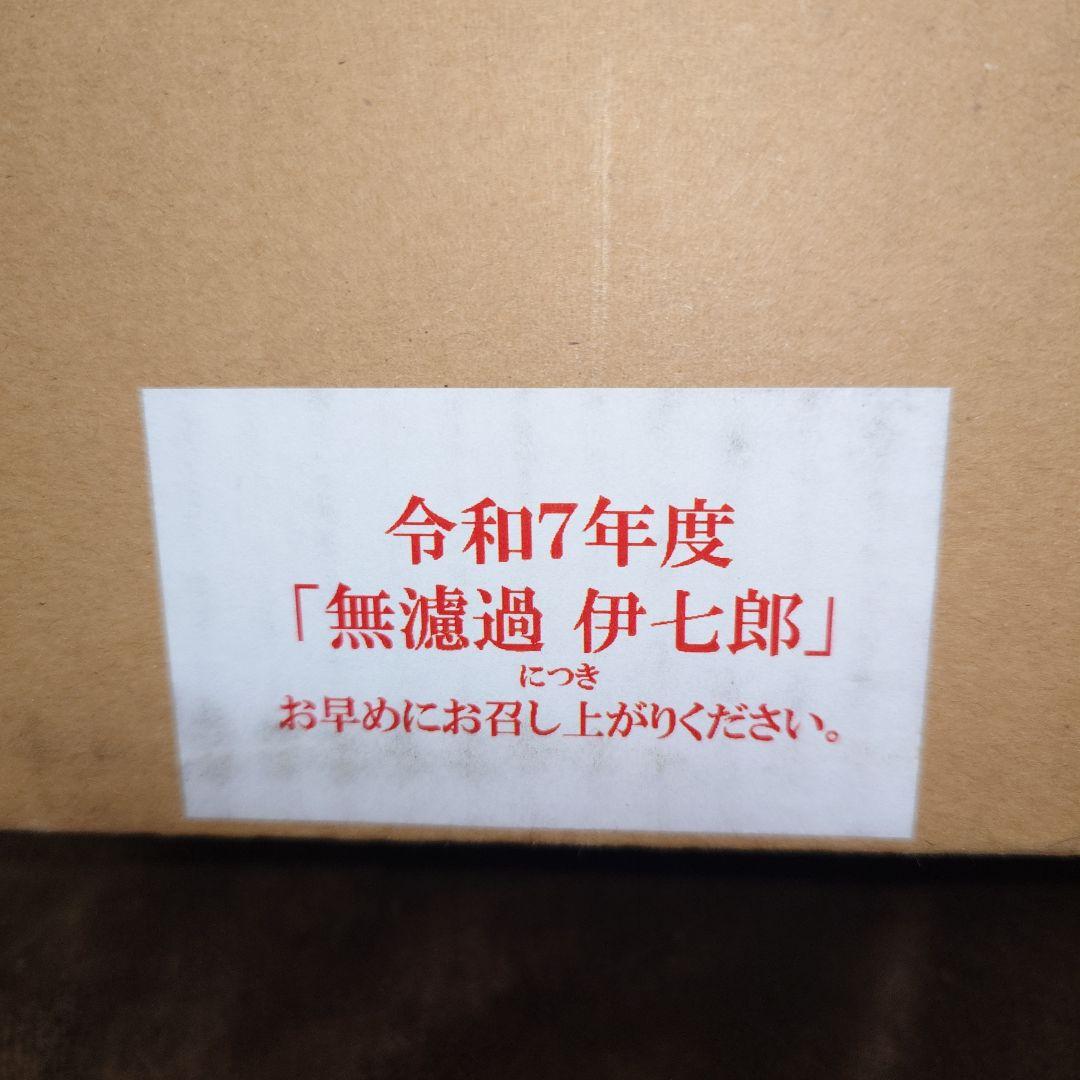 令和7年度
「無濾過 伊七郎」
につき
お早めにお召し上がりください。